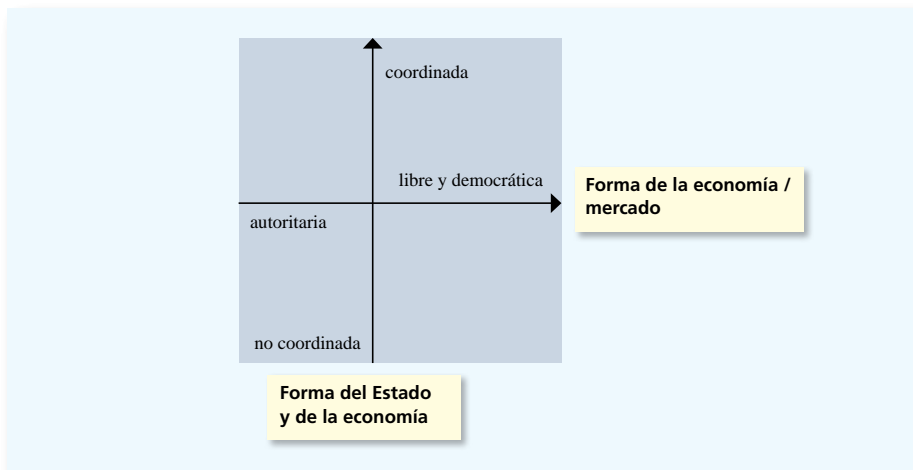 coordinada
libre y democrática
Forma de la economía /
mercado
autoritaria
no coordinada
Forma del Estado
y de la economía